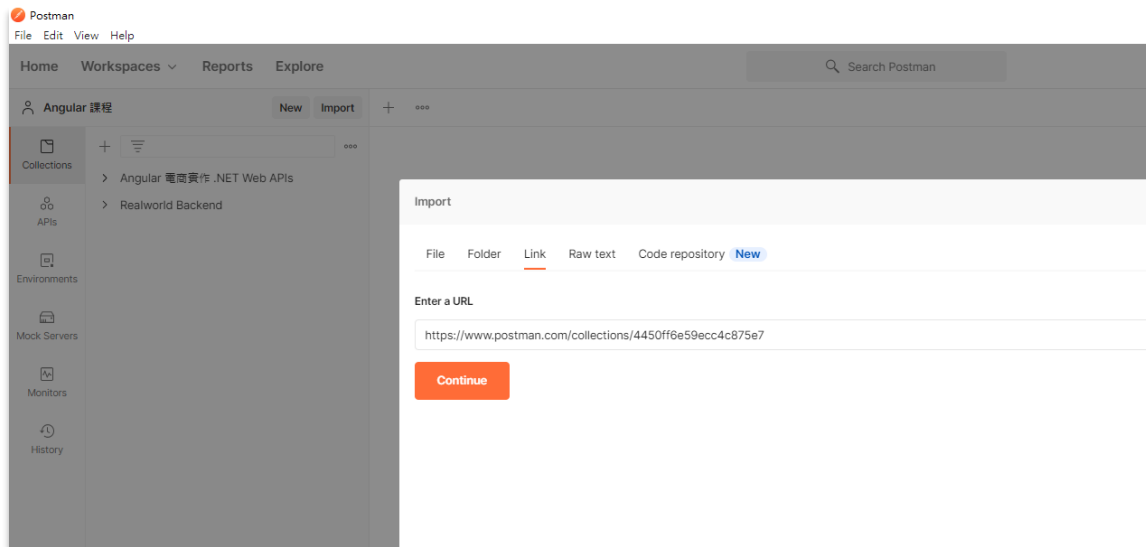 Postman
File Edit View Help
Home Workspaces Reports Explore
Search Postman
Angular 課程
New Import
Collections
Angular 電商實作 .NET Web APIs
Realworld Backend
APIs
Environments
Mock Servers
Monitors
History
Import
File Folder Link Raw text Code repository New
Enter a URL
https://www.postman.com/collections/4450ff6e59ecc4c875e7
Continue